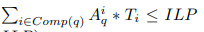 ∑_{i∈Comp(q)} A_q^i * T_i ≤ ILP